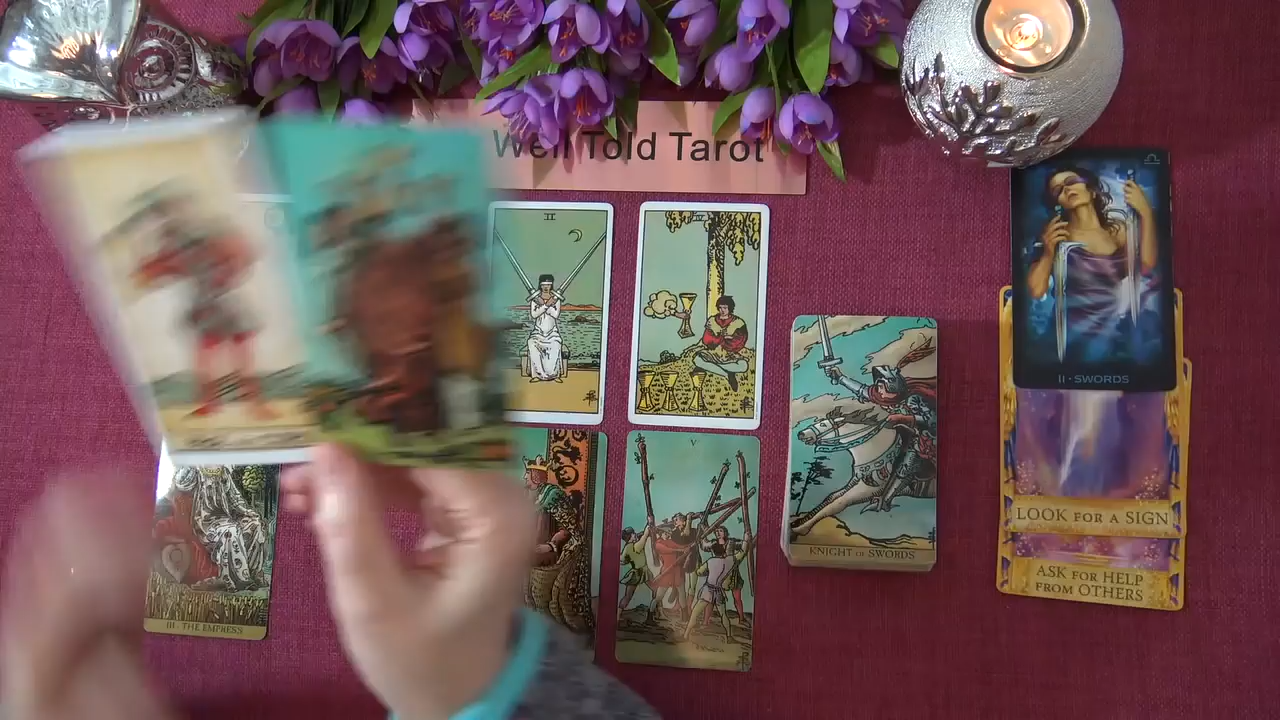 Well Told Tarot
II
V
KNIGHT OF SWORDS
III • THE EMPRESS
II • SWORDS
LOOK FOR A SIGN
ASK FOR HELP
FROM OTHERS